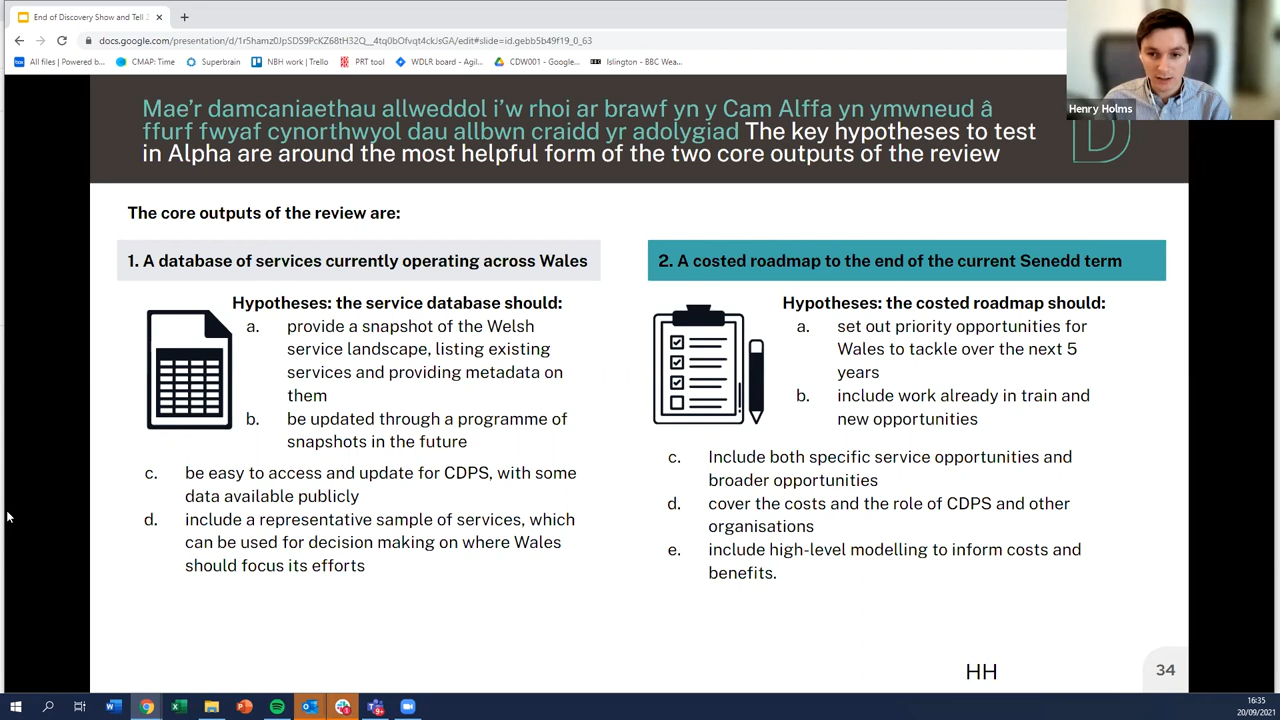 End of Discovery Show and Tell 2
docs.google.com/presentation/d/1r5hamz0JpSDS9PcKZ68tH32Q__4tq0bOfvqt4ckJsGA/edit#slide=id.gebb5b49f19_0_63
All files | Powered b... CMAP: Time Superbrain NBH work | Trello PRT tool WDLR board - Agil... CDW001 - Google... Islington - BBC Wea...
Henry Holms
Mae'r damcaniaethau allweddol i'w rhoi ar brawf yn y Cam Alffa yn ymwneud â
ffurf fwyaf cynorthwyol dau allbwn craidd yr adolygiad The key hypotheses to test
in Alpha are around the most helpful form of the two core outputs of the review
D
The core outputs of the review are:
1. A database of services currently operating across Wales
Hypotheses: the service database should:
a. provide a snapshot of the Welsh
service landscape, listing existing
services and providing metadata on
them
b. be updated through a programme of
snapshots in the future
c. be easy to access and update for CDPS, with some
data available publicly
d. include a representative sample of services, which
can be used for decision making on where Wales
should focus its efforts
2. A costed roadmap to the end of the current Senedd term
Hypotheses: the costed roadmap should:
a. set out priority opportunities for
Wales to tackle over the next 5
years
b. include work already in train and
new opportunities
c. Include both specific service opportunities and
broader opportunities
d. cover the costs and the role of CDPS and other
organisations
e. include high-level modelling to inform costs and
benefits.
HH
34
16:35
20/09/2021